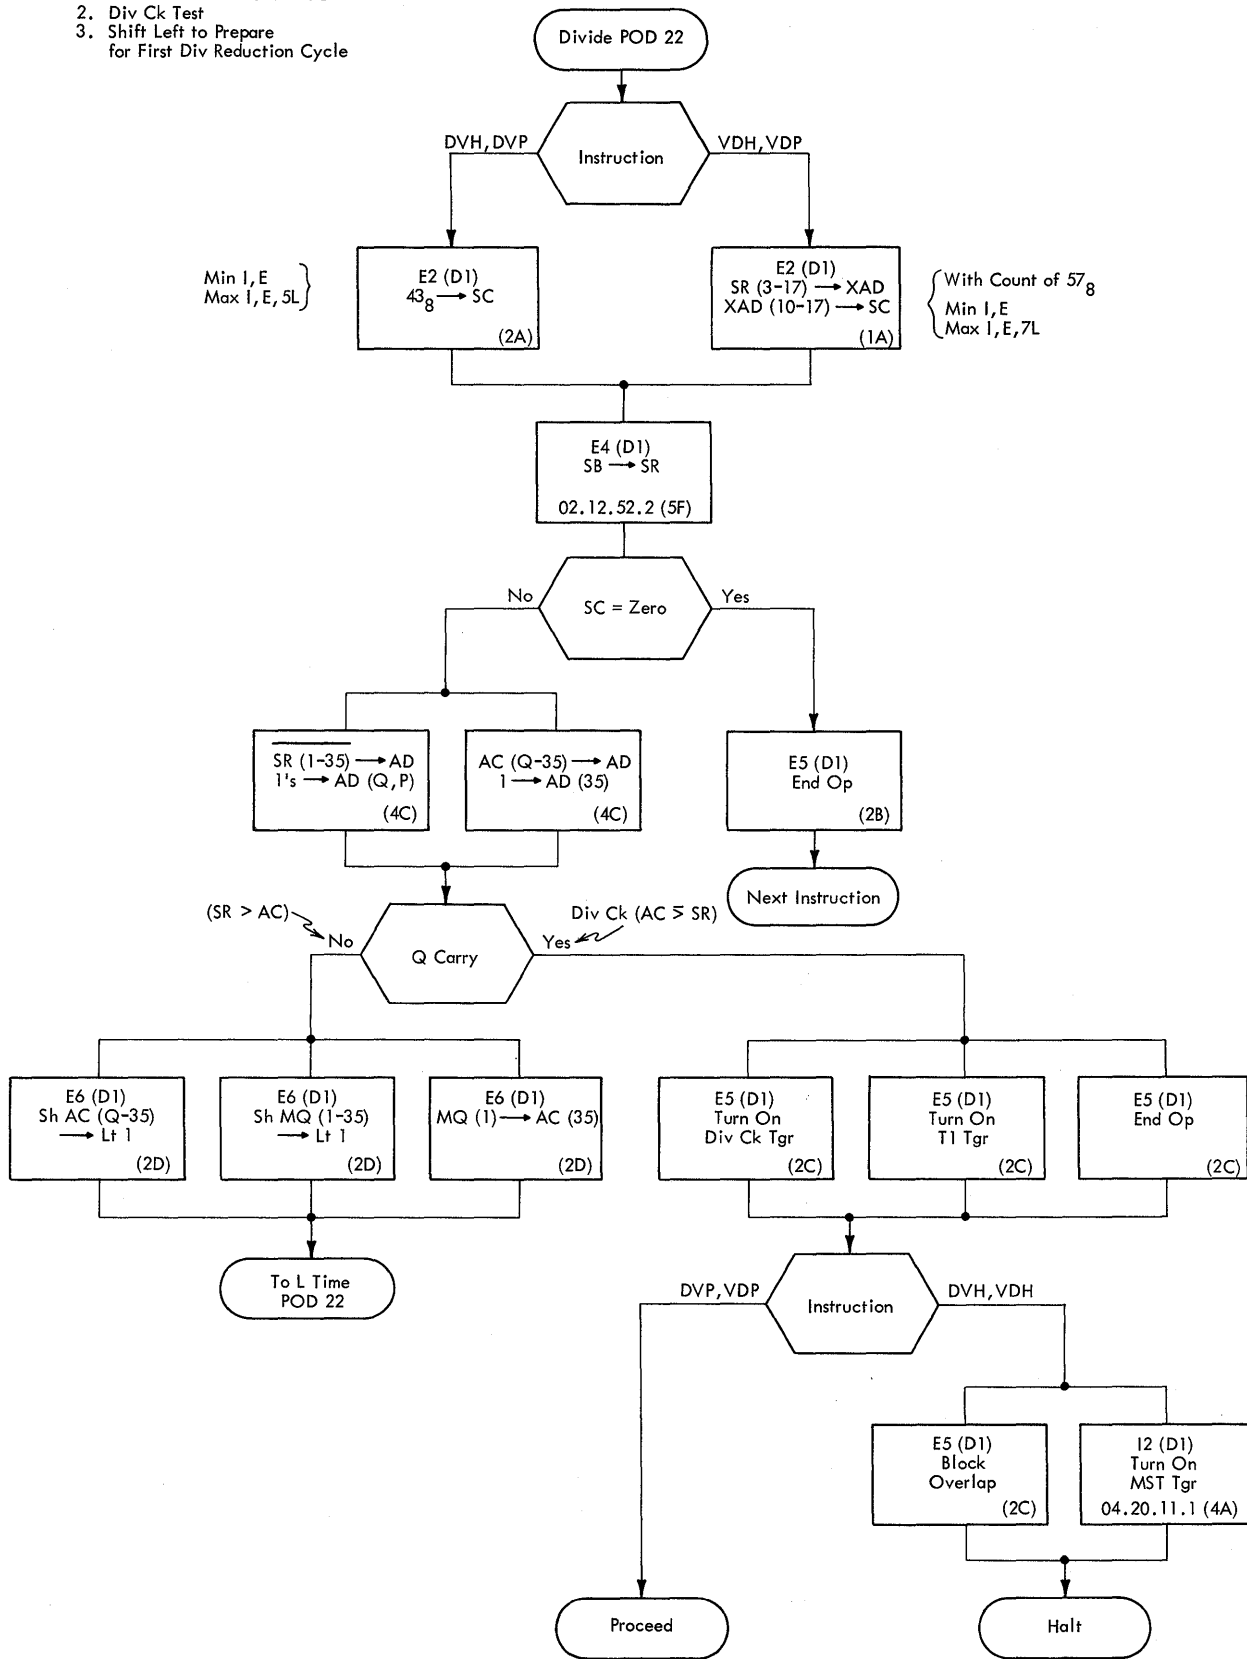 2. Div Ck Test
3. Shift Left to Prepare
for First Div Reduction Cycle
Divide POD 22
Instruction
DVH, DVP
VDH, VDP
Min I, E
Max I, E, 5L
E2 (D1)
43₈ → SC
(2A)
E2 (D1)
SR (3-17) → XAD
XAD (10-17) → SC
(1A)
With Count of 57₈
Min I, E
Max I, E, 7L
E4 (D1)
SB → SR
02.12.52.2 (5F)
SC = Zero
No
Yes
SR (1-35) → AD
1's → AD (Q, P)
(4C)
AC (Q-35) → AD
1 → AD (35)
(4C)
E5 (D1)
End Op
(2B)
Next Instruction
(SR > AC)
No
Q Carry
Div Ck (AC ≥ SR)
Yes
E6 (D1)
Sh AC (Q-35)
→ Lt 1
(2D)
E6 (D1)
Sh MQ (1-35)
→ Lt 1
(2D)
E6 (D1)
MQ (1) → AC (35)
(2D)
E5 (D1)
Turn On
Div Ck Tgr
(2C)
E5 (D1)
Turn On
T1 Tgr
(2C)
E5 (D1)
End Op
(2C)
To L Time
POD 22
DVP, VDP
Instruction
DVH, VDH
E5 (D1)
Block
Overlap
(2C)
I2 (D1)
Turn On
MST Tgr
04.20.11.1 (4A)
Proceed
Halt